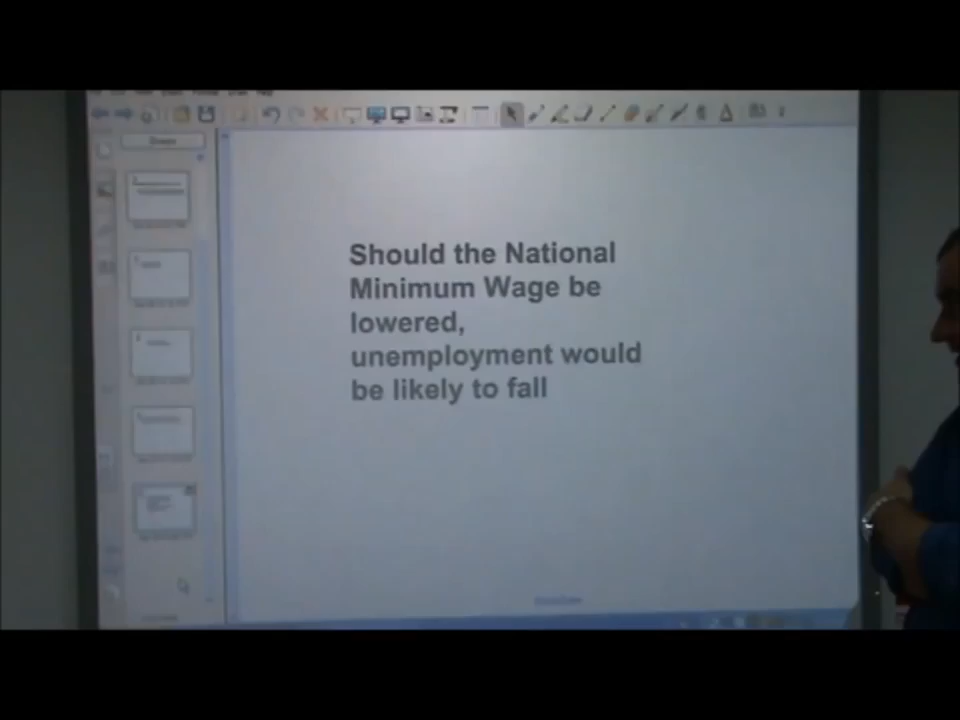 Should the National
Minimum Wage be
lowered,
unemployment would
be likely to fall